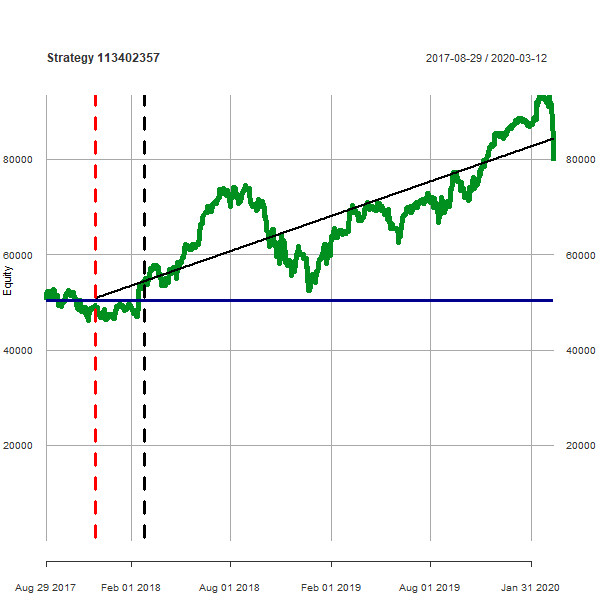 Strategy 113402357
2017-08-29 / 2020-03-12
80000 80000
60000 60000
Equity
40000 40000
20000 20000
Aug 29 2017 Feb 01 2018 Aug 01 2018 Feb 01 2019 Aug 01 2019 Jan 31 2020